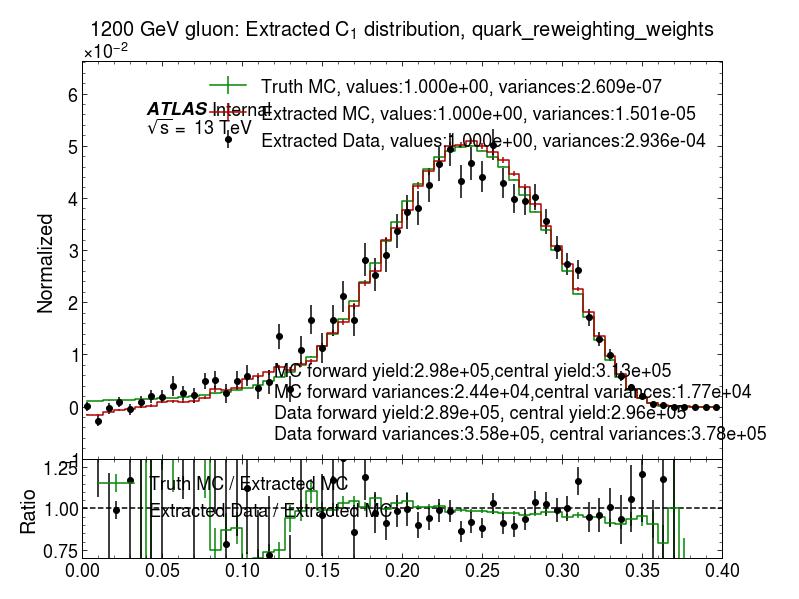 1200 GeV gluon: Extracted C₁ distribution, quark_reweighting_weights
×10⁻²
Truth MC, values:1.000e+00, variances:2.609e-07
ATLAS Internal
Extracted MC, values:1.000e+00, variances:1.501e-05
√s = 13 TeV
Extracted Data, values:1.000e+00, variances:2.936e-04
Normalized
6
5
4
3
2
1
0
MC forward yield:2.98e+05,central yield:3.13e+05
MC forward variances:2.44e+04,central variances:1.77e+04
Data forward yield:2.89e+05, central yield:2.96e+05
Data forward variances:3.58e+05, central variances:3.78e+05
Ratio
1.25
1.00
0.75
Truth MC / Extracted MC
Extracted Data / Extracted MC
0.00 0.05 0.10 0.15 0.20 0.25 0.30 0.35 0.40